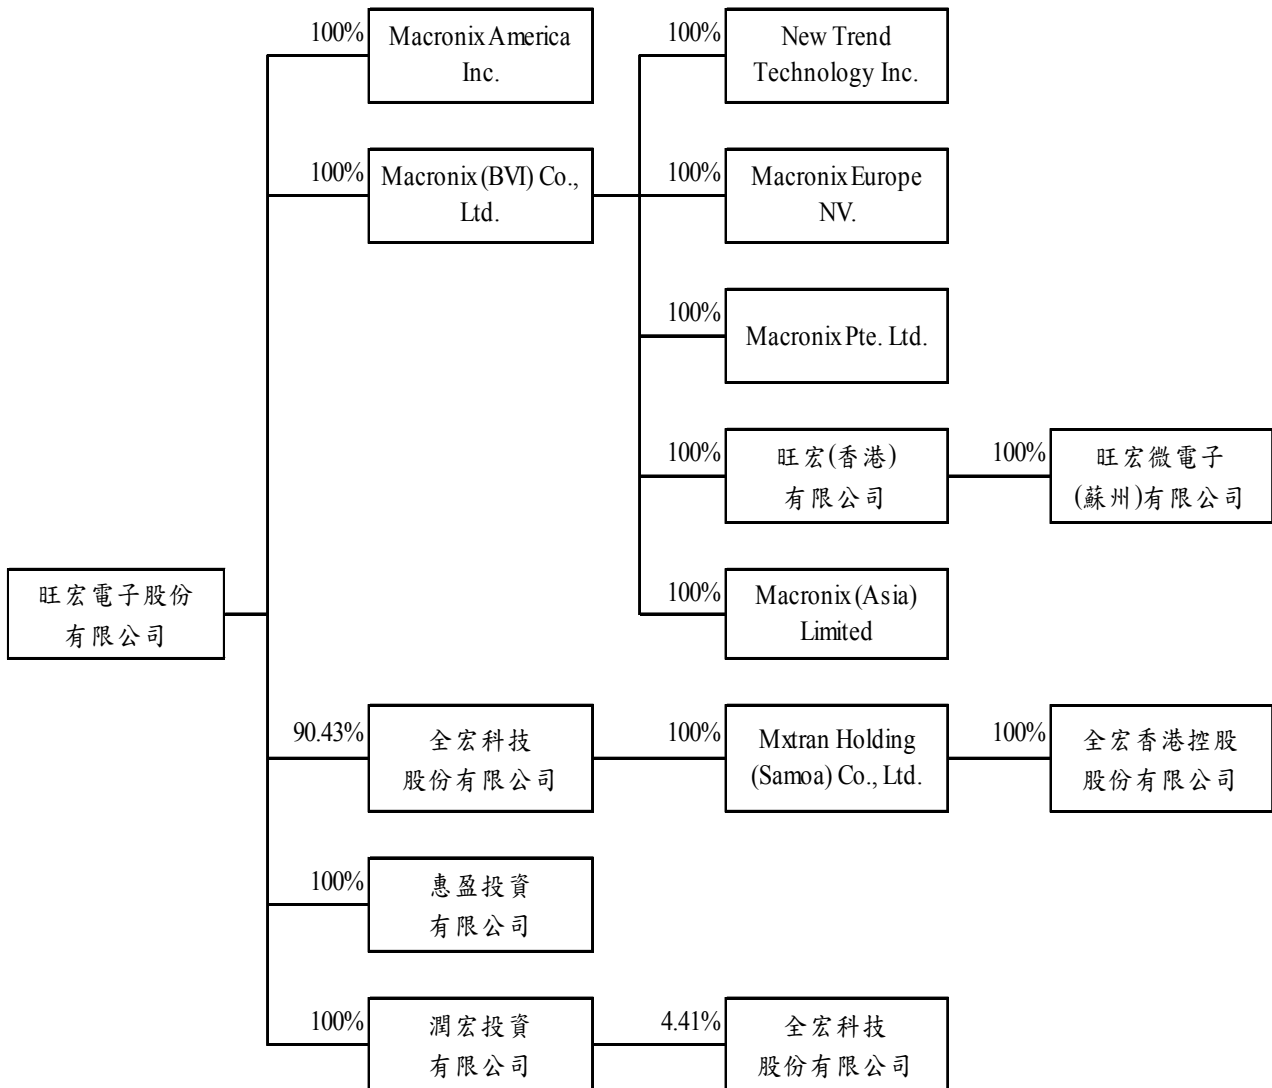 100%
Macronix America
Inc.
100%
New Trend
Technology Inc.
100%
Macronix (BVI) Co.,
Ltd.
100%
Macronix Europe
NV.
100%
Macronix Pte. Ltd.
100%
旺宏(香港)
有限公司
100%
旺宏微電子
(蘇州)有限公司
旺宏電子股份
有限公司
100%
Macronix (Asia)
Limited
90.43%
全宏科技
股份有限公司
100%
Mxtran Holding
(Samoa) Co., Ltd.
100%
全宏香港控股
股份有限公司
100%
惠盈投資
有限公司
100%
潤宏投資
有限公司
4.41%
全宏科技
股份有限公司